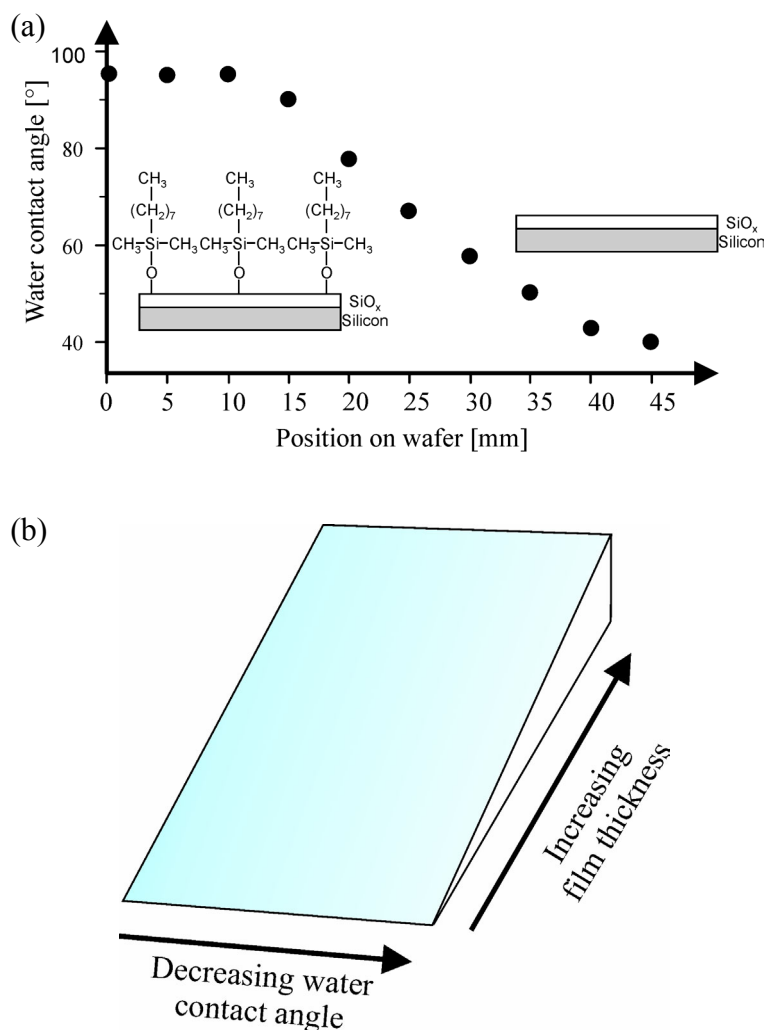 (a)
100
80
60
40
Water contact angle [°]
CH₃ CH₃ CH₃
(CH₂)₇ (CH₂)₇ (CH₂)₇
CH₃–Si–CH₃ CH₃–Si–CH₃ CH₃–Si–CH₃
O O O
SiOₓ
Silicon
SiOₓ
Silicon
0 5 10 15 20 25 30 35 40 45
Position on wafer [mm]
(b)
Increasing
film thickness
Decreasing water
contact angle